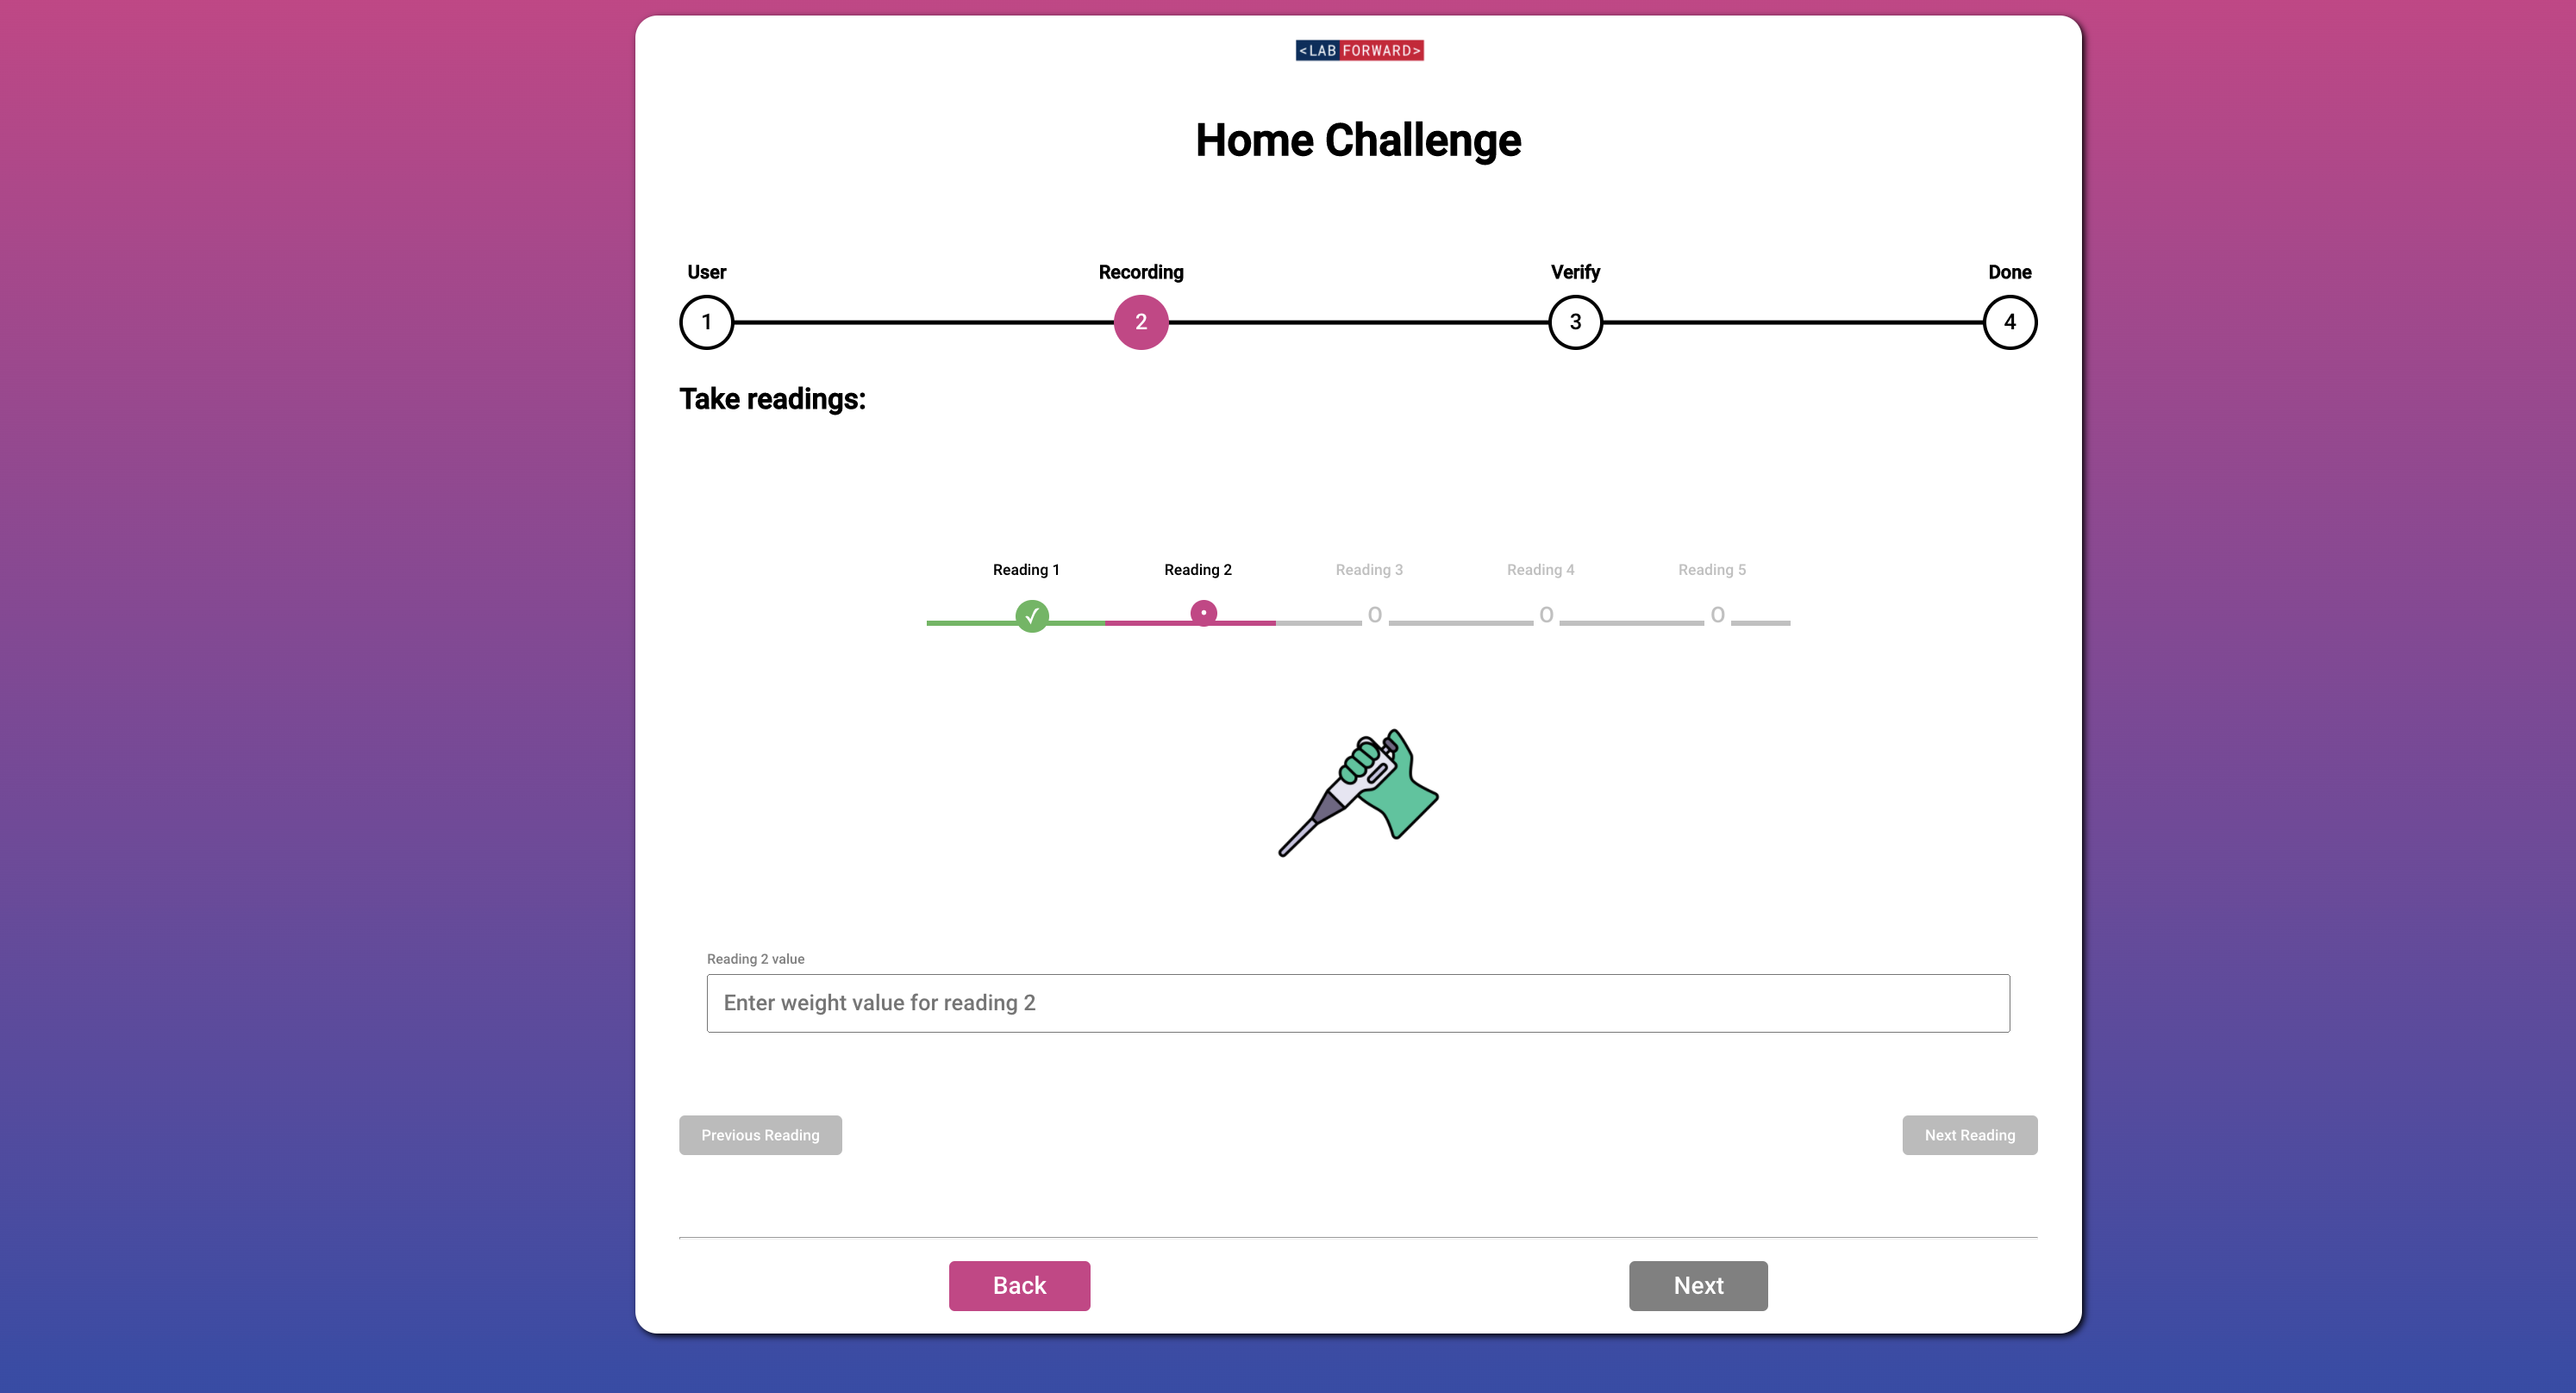 <LAB FORWARD>
Home Challenge
User Recording Verify Done
1 2 3 4
Take readings:
Reading 1 Reading 2 Reading 3 Reading 4 Reading 5
✓ • O O O
Reading 2 value
Enter weight value for reading 2
Previous Reading Next Reading
Back Next